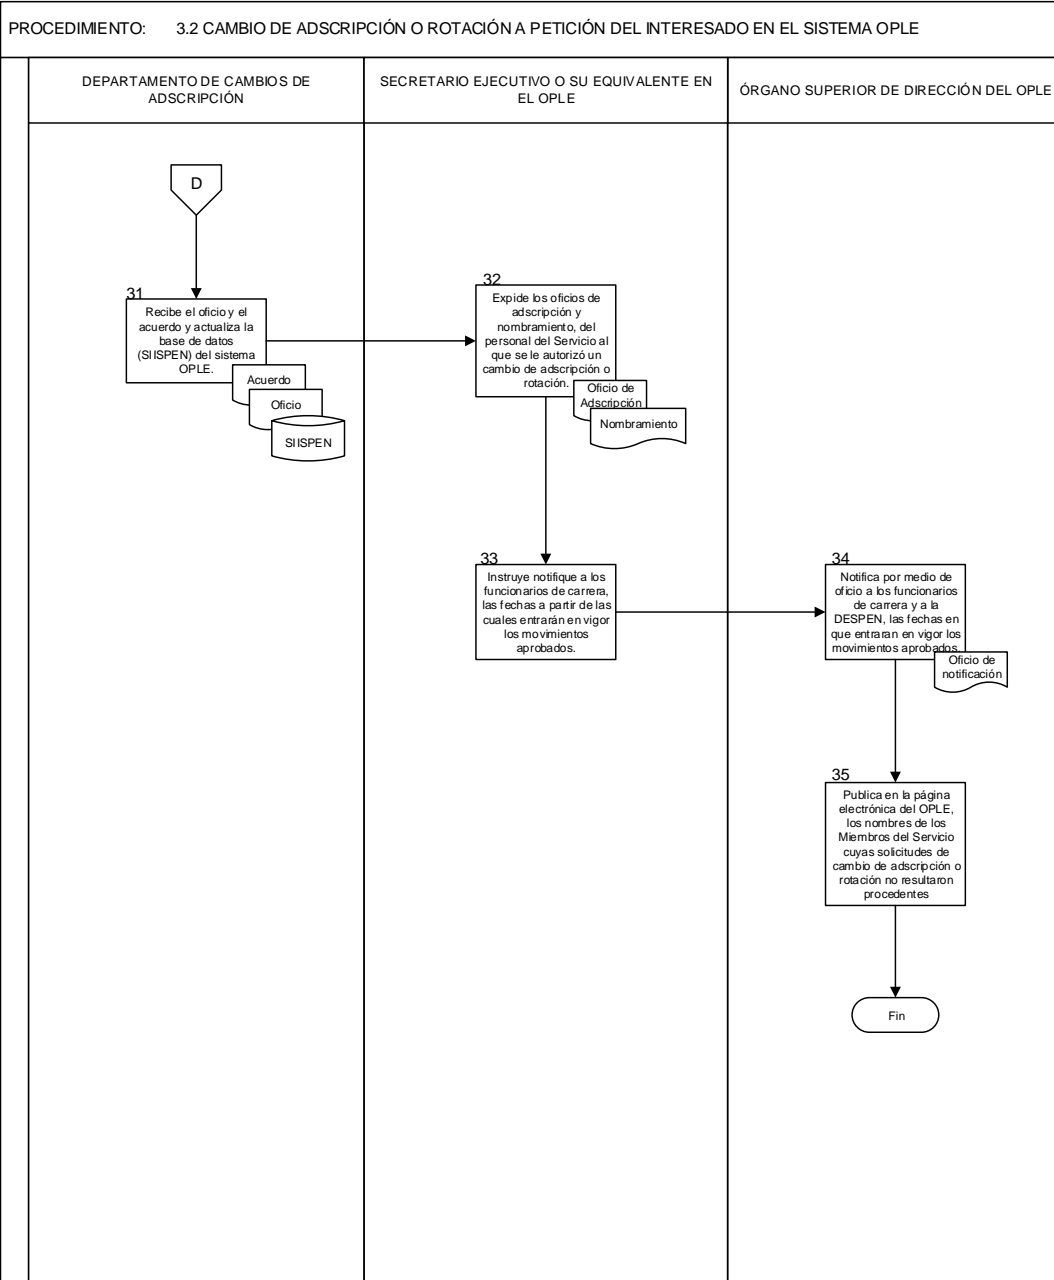 PROCEDIMIENTO: 3.2 CAMBIO DE ADSCRIPCIÓN O ROTACIÓN A PETICIÓN DEL INTERESADO EN EL SISTEMA OPLE
DEPARTAMENTO DE CAMBIOS DE
ADSCRIPCIÓN
SECRETARIO EJECUTIVO O SU EQUIVALENTE EN
EL OPLE
ÓRGANO SUPERIOR DE DIRECCIÓN DEL OPLE
D
31
Recibe el oficio y el
acuerdo y actualiza la
base de datos
(SIISPEN) del sistema
OPLE.
Acuerdo
Oficio
SIISPEN
32
Expide los oficios de
adscripción y
nombramiento, del
personal del Servicio al
que se le autorizó un
cambio de adscripción o
rotación.
Oficio de
Adscripción
Nombramiento
33
Instruye notifique a los
funcionarios de carrera,
las fechas a partir de las
cuales entrarán en vigor
los movimientos
aprobados.
34
Notifica por medio de
oficio a los funcionarios
de carrera y a la
DESPEN, las fechas en
que entraran en vigor los
movimientos aprobados.
Oficio de
notificación
35
Publica en la página
electrónica del OPLE,
los nombres de los
Miembros del Servicio
cuyas solicitudes de
cambio de adscripción o
rotación no resultaron
procedentes
Fin